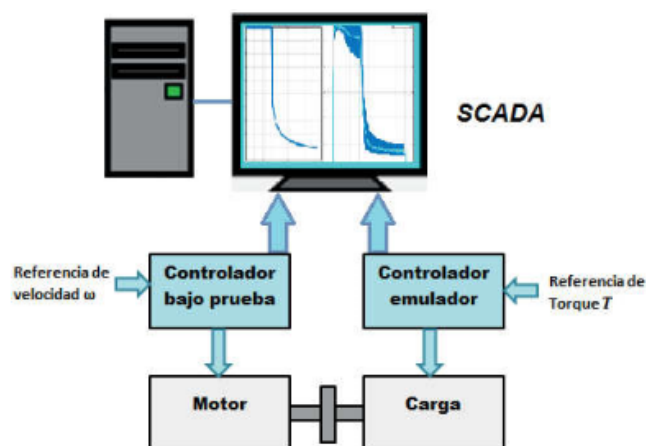 SCADA
Referencia de
velocidad ω
Controlador
bajo prueba
Controlador
emulador
Referencia de
Torque T
Motor
Carga